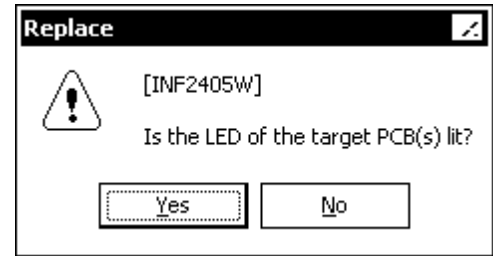 Replace
[INF2405W]
Is the LED of the target PCB(s) lit?
Yes
No